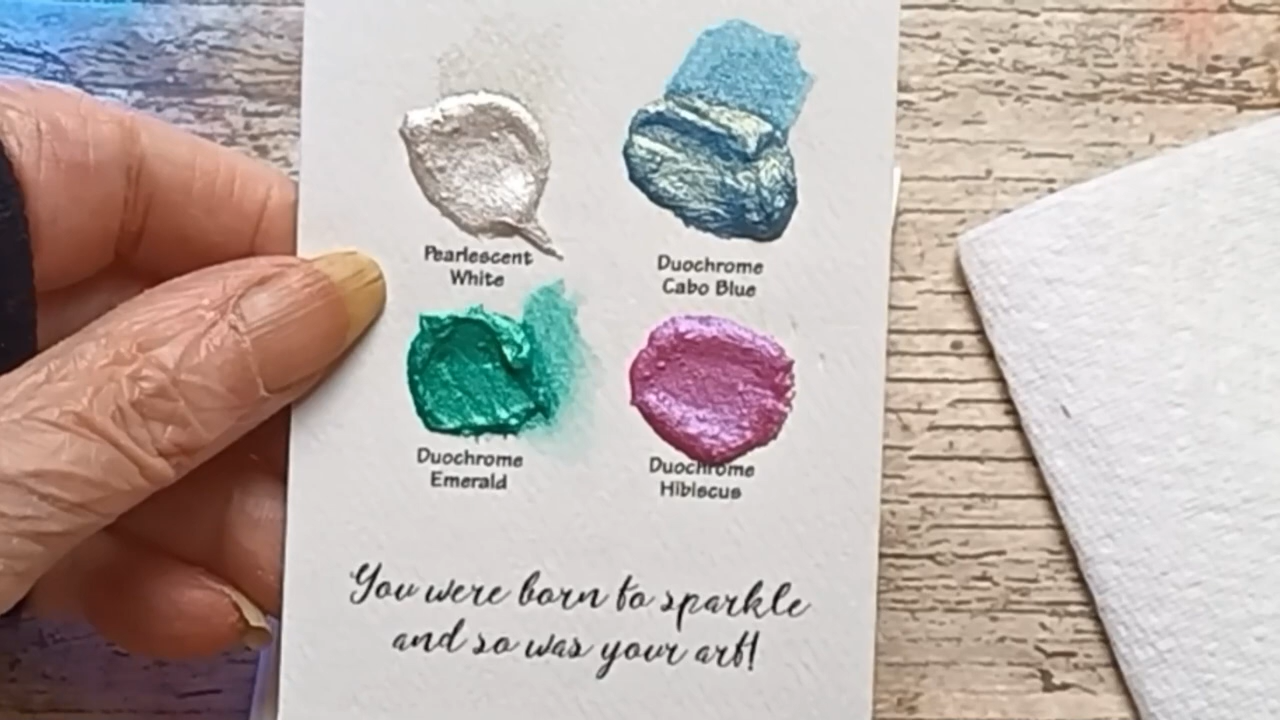 Pearlescent
White
Duochrome
Cabo Blue
Duochrome
Emerald
Duochrome
Hibiscus
You were born to sparkle
and so was your art!